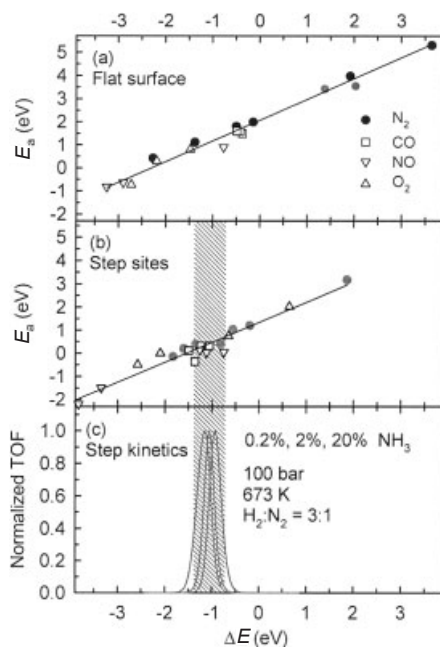 -3 -2 -1 0 1 2 3
5
4
3
2
1
0
-1
-2
E_a (eV)
(a)
Flat surface
N₂
CO
NO
O₂
5
4
3
2
1
0
-1
-2
E_a (eV)
(b)
Step sites
1.0
0.8
0.6
0.4
0.2
0.0
Normalized TOF
(c)
Step kinetics
0.2%, 2%, 20% NH₃
100 bar
673 K
H₂:N₂ = 3:1
-3 -2 -1 0 1 2 3
ΔE (eV)